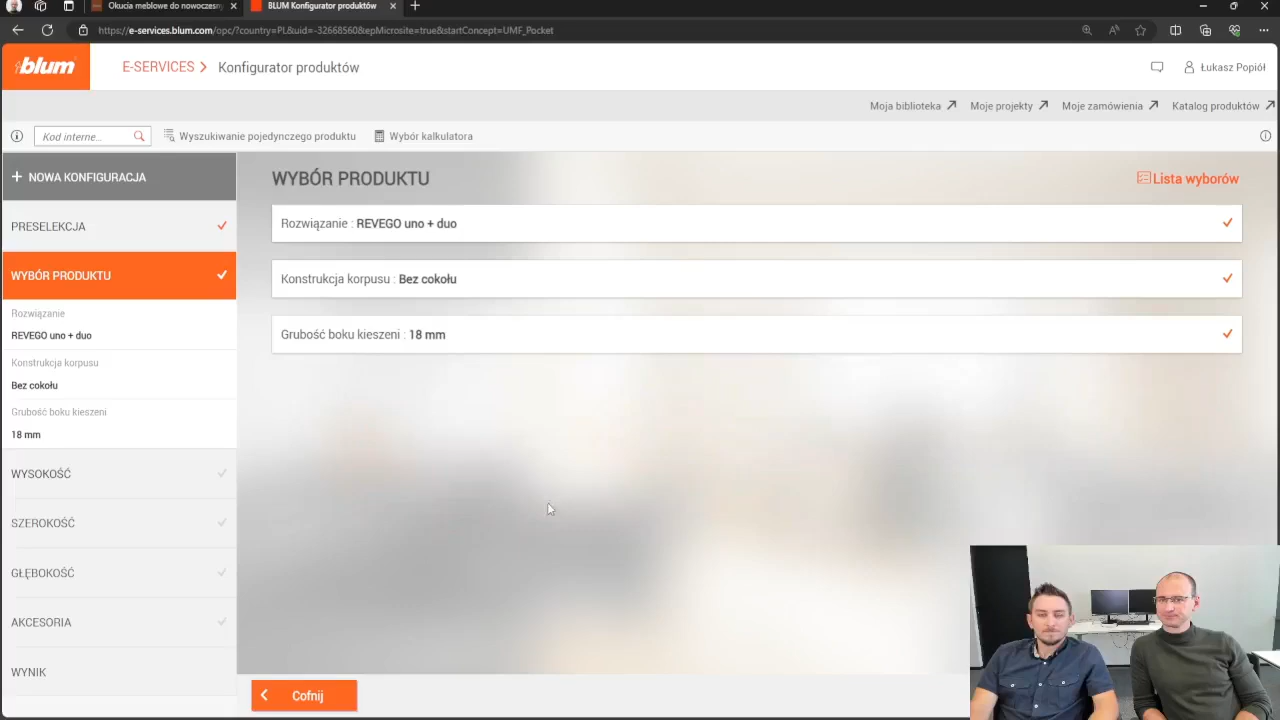 Okucia meblowe do nowoczesn
BLUM Konfigurator produktów
https://e-services.blum.com/opc/?country=PL&uid=-32668560&epMicrosite=true&startConcept=UMF_Pocket
blum
E-SERVICES > Konfigurator produktów
Łukasz Popiół
Moja biblioteka Moje projekty Moje zamówienia Katalog produktów
Kod interne... Wyszukiwanie pojedynczego produktu Wybór kalkulatora
+ NOWA KONFIGURACJA
PRESELEKCJA
WYBÓR PRODUKTU
Rozwiązanie
REVEGO uno + duo
Konstrukcja korpusu
Bez cokołu
Grubość boku kieszeni
18 mm
WYSOKOŚĆ
SZEROKOŚĆ
GŁĘBOKOŚĆ
AKCESORIA
WYNIK
WYBÓR PRODUKTU
Lista wyborów
Rozwiązanie : REVEGO uno + duo
Konstrukcja korpusu : Bez cokołu
Grubość boku kieszeni : 18 mm
Cofnij